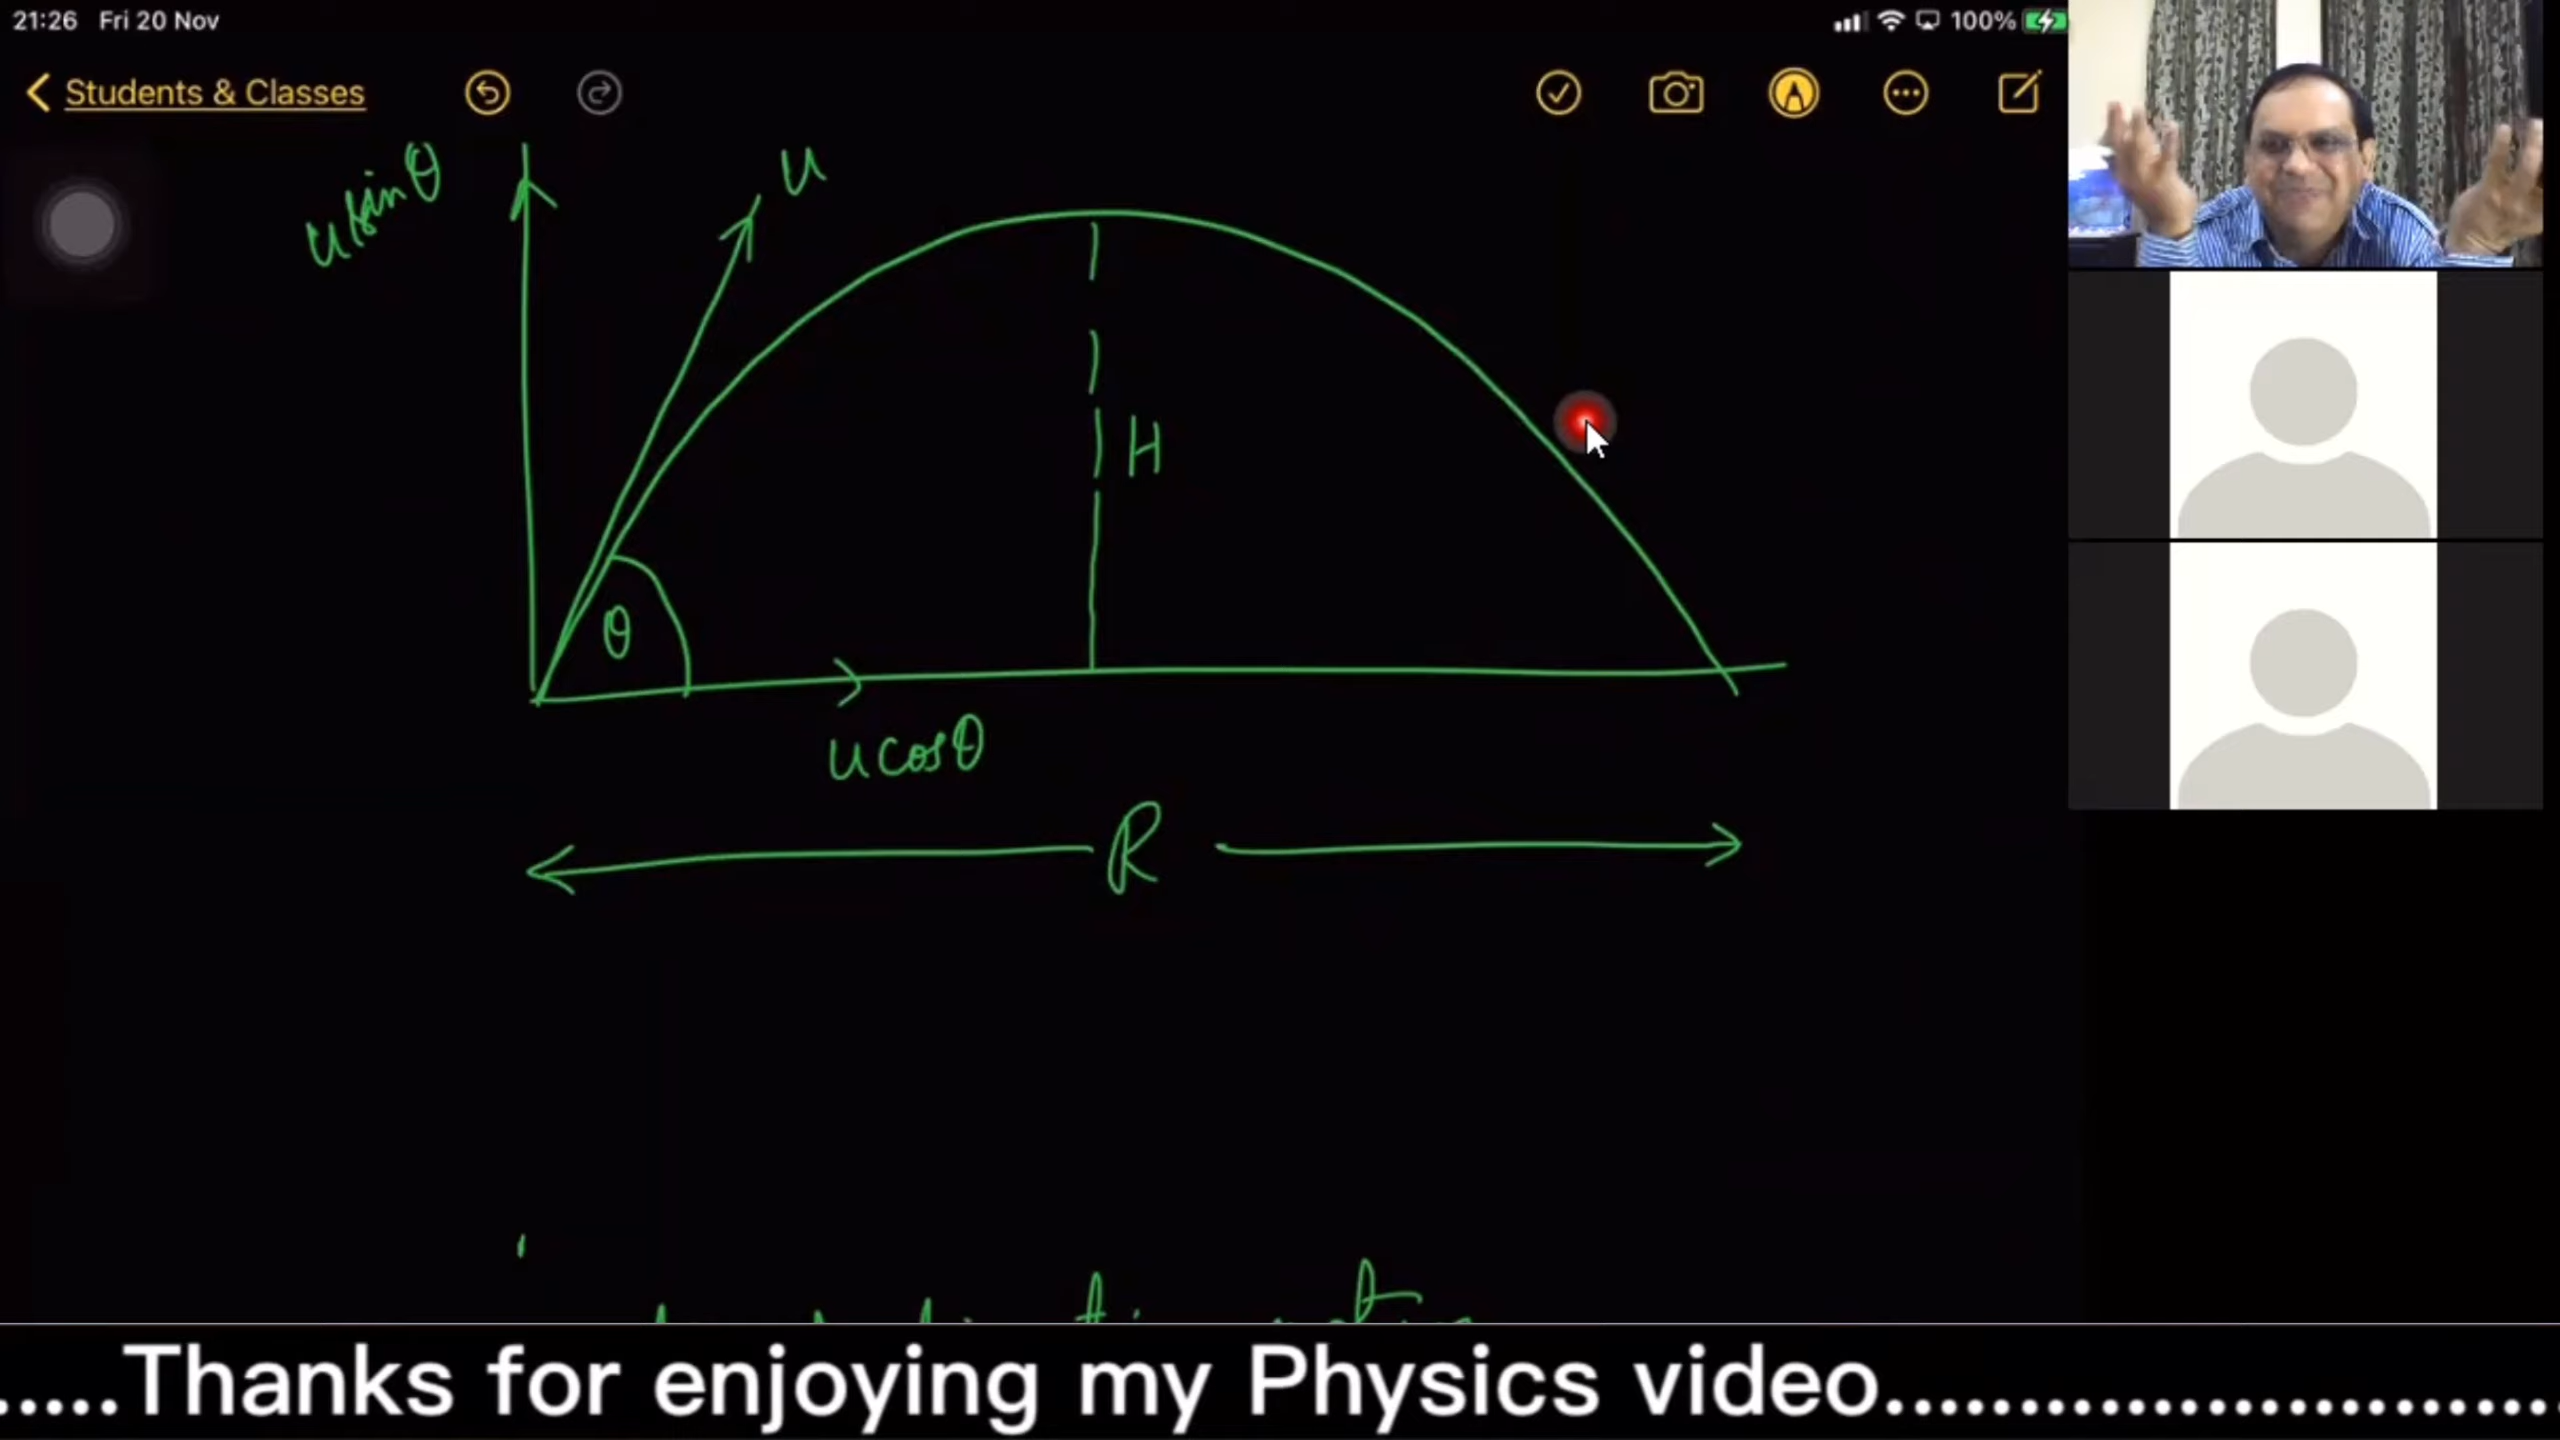 21:26 Fri 20 Nov
100%
Students & Classes
u sinθ
u
H
θ
u cosθ
R
.....Thanks for enjoying my Physics video.........................